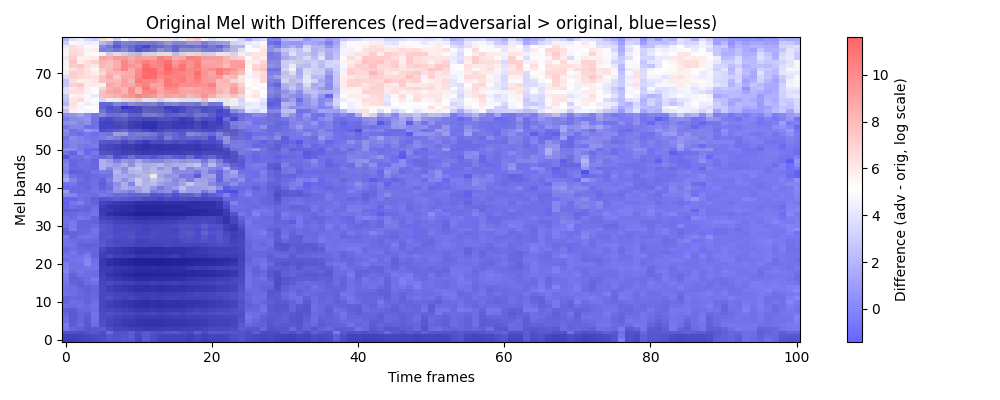 Original Mel with Differences (red=adversarial > original, blue=less)
Mel bands
70
60
50
40
30
20
10
0
0 20 40 60 80 100
Time frames
10
8
6
4
2
0
Difference (adv - orig, log scale)